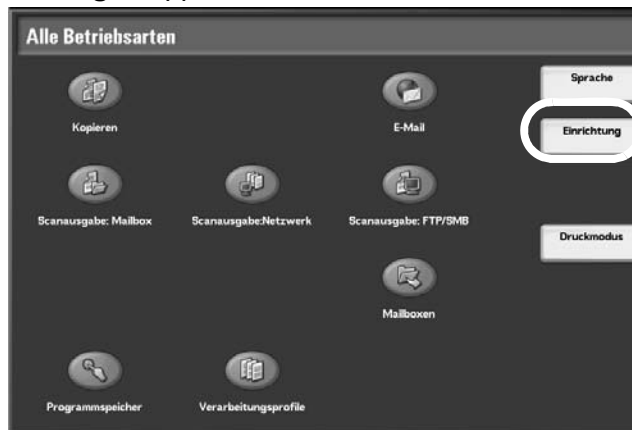 Alle Betriebsarten
Sprache
Kopieren
E-Mail
Einrichtung
Scanausgabe: Mailbox
Scanausgabe:Netzwerk
Scanausgabe: FTP/SMB
Druckmodus
Mailboxen
Programmspeicher
Verarbeitungsprofile